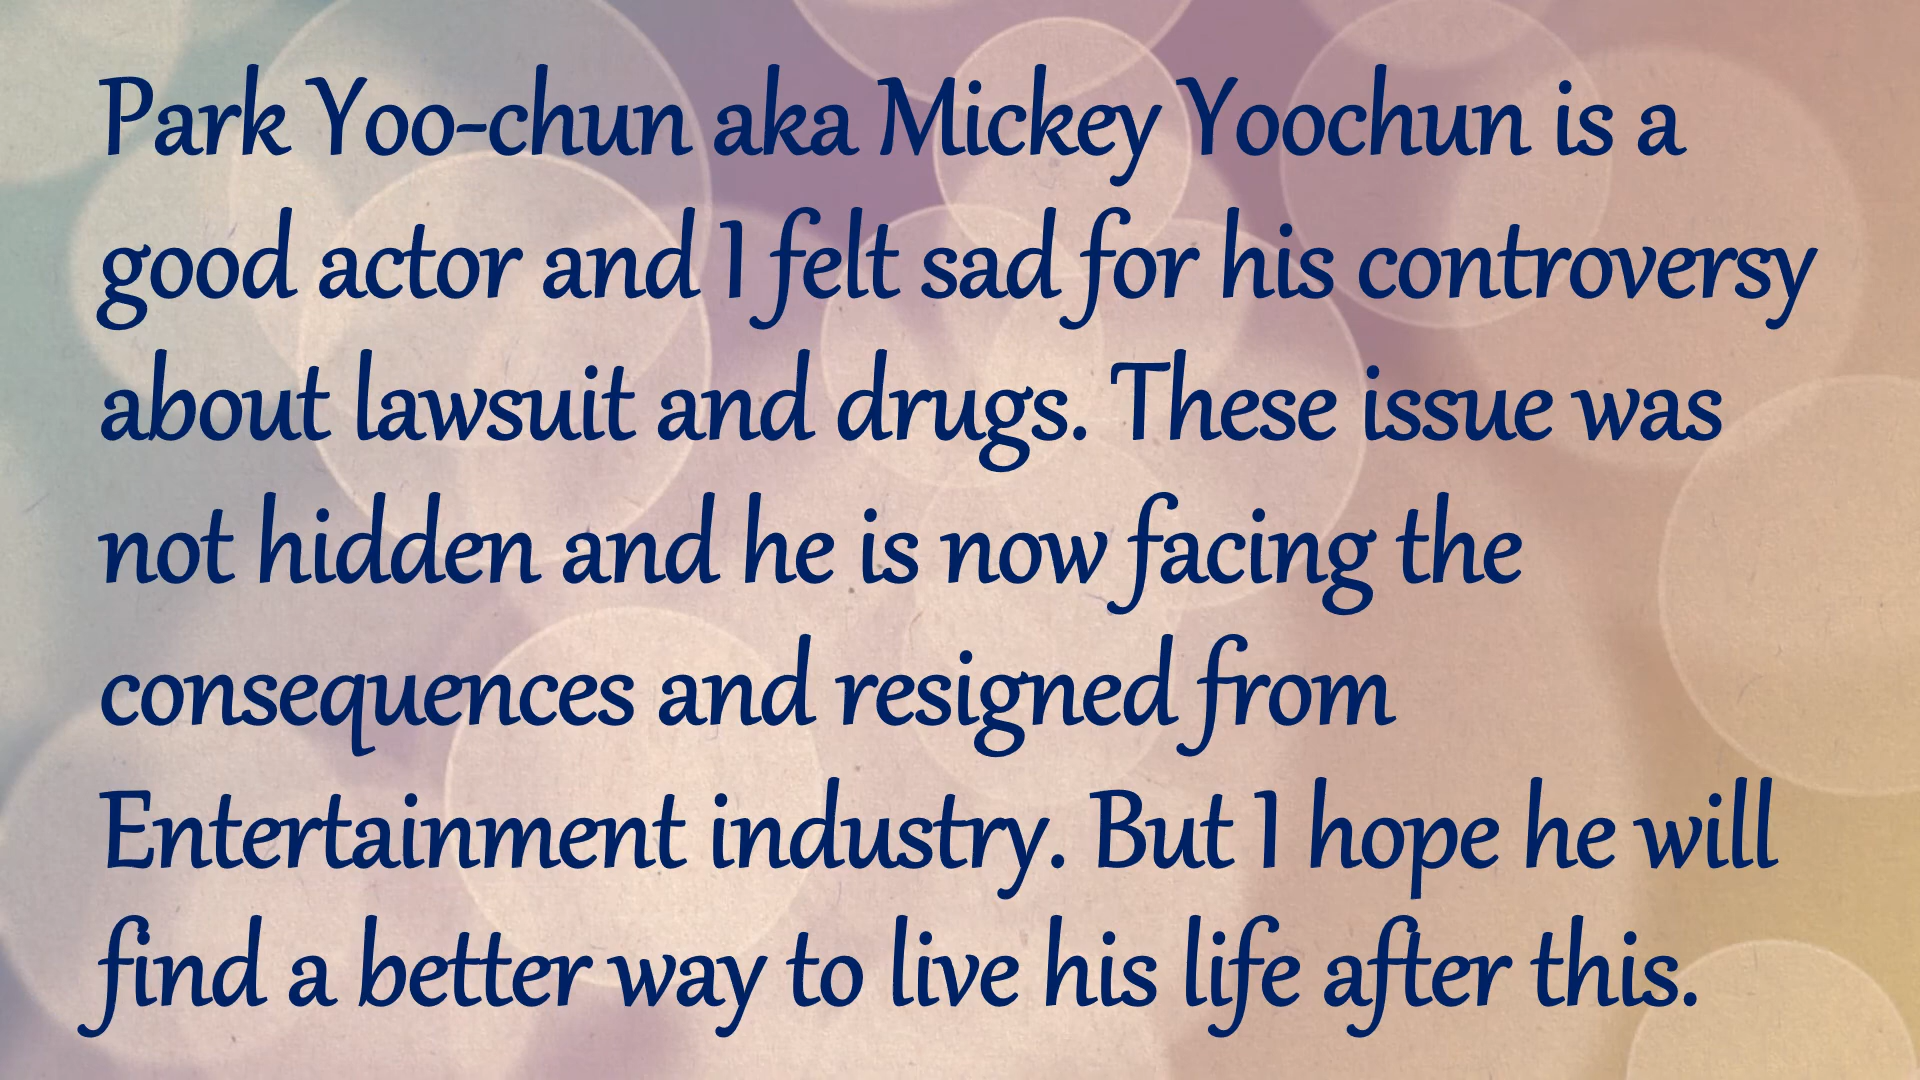 Park Yoo-chun aka Mickey Yoochun is a
good actor and I felt sad for his controversy
about lawsuit and drugs. These issue was
not hidden and he is now facing the
consequences and resigned from
Entertainment industry. But I hope he will
find a better way to live his life after this.